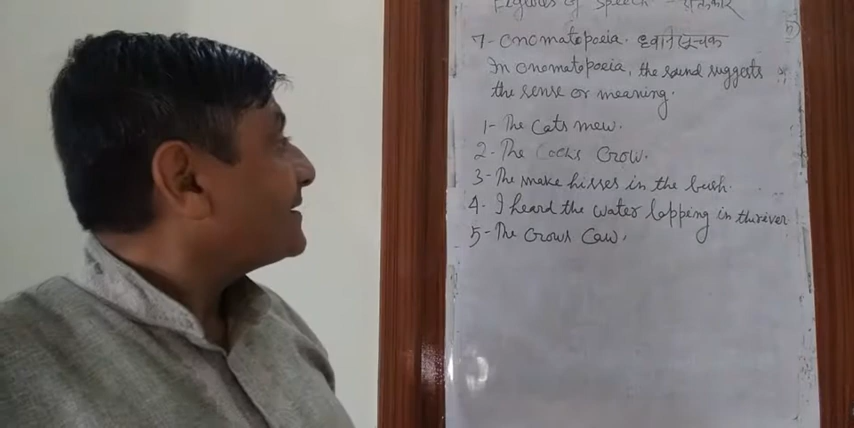 Figures of Speech -
7- Onomatopoeia. ध्वनि सूचक
In onomatopoeia, the sound suggests
the sense or meaning.
1- The Cats mew.
2- The Cocks Crow.
3- The snake hisses in the bush.
4- I heard the water lapping in the river
5- The Crows Caw.